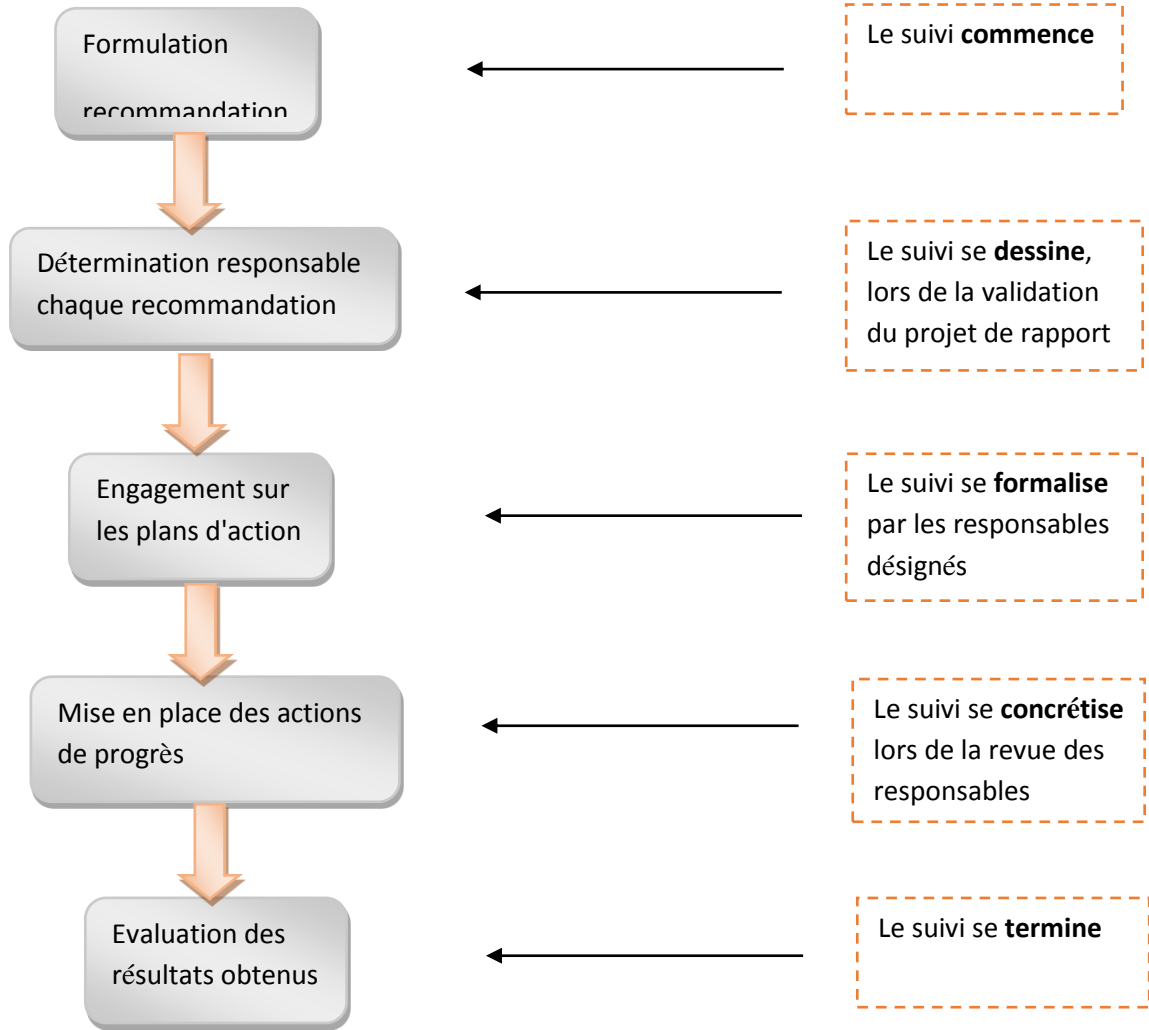 Formulation
recommandation
Le suivi commence
Détermination responsable
chaque recommandation
Le suivi se dessine,
lors de la validation
du projet de rapport
Engagement sur
les plans d'action
Le suivi se formalise
par les responsables
désignés
Mise en place des actions
de progrès
Le suivi se concrétise
lors de la revue des
responsables
Evaluation des
résultats obtenus
Le suivi se termine